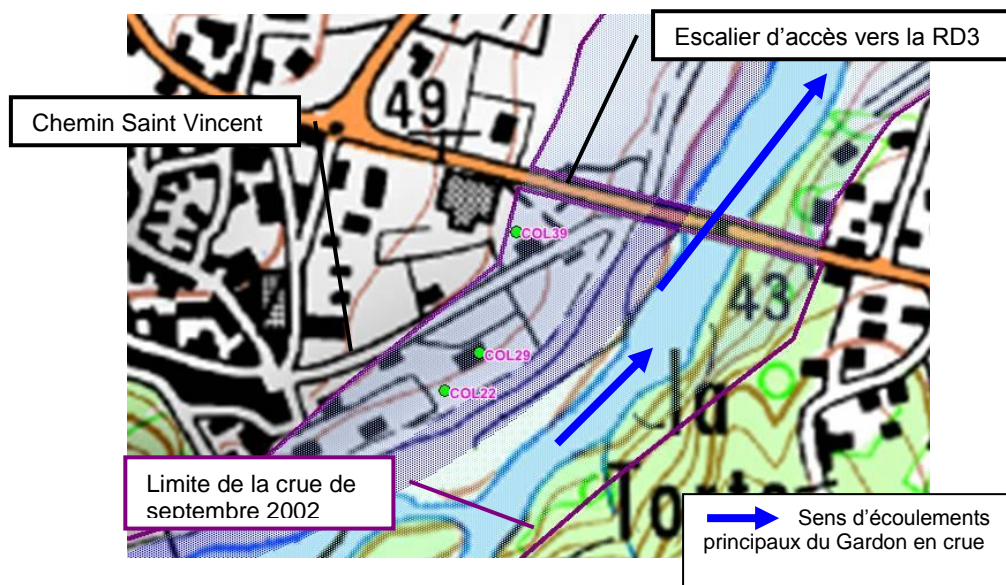 Escalier d'accès vers la RD3
Chemin Saint Vincent
49
COL39
43
COL29
COL22
la
Limite de la crue de
septembre 2002
Sens d'écoulements
principaux du Gardon en crue